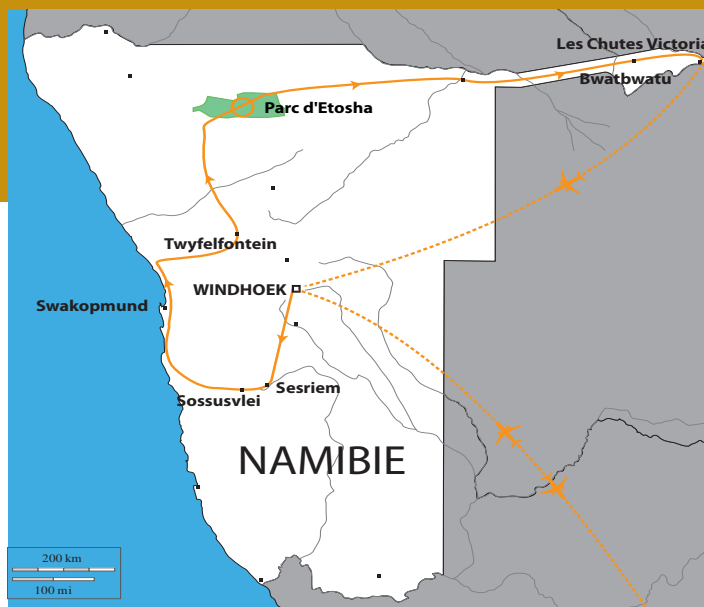 Les Chutes Victoria
Bwatbwatu
Parc d'Etosha
Twyfelfontein
WINDHOEK
Swakopmund
Sesriem
Sossusvlei
NAMIBIE
200 km
100 mi